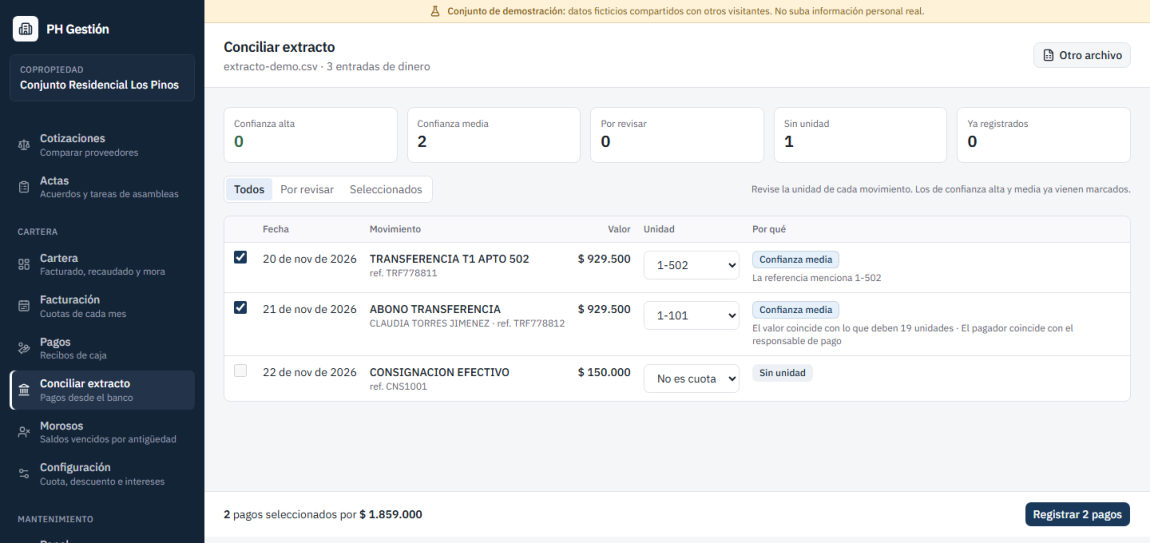 Conjunto de demostración: datos ficticios compartidos con otros visitantes. No suba información personal real.
PH Gestión
COPROPIEDAD
Conjunto Residencial Los Pinos
Cotizaciones
Comparar proveedores
Actas
Acuerdos y tareas de asambleas
CARTERA
Cartera
Facturado, recaudado y mora
Facturación
Cuotas de cada mes
Pagos
Recibos de caja
Conciliar extracto
Pagos desde el banco
Morosos
Saldos vencidos por antigüedad
Configuración
Cuota, descuento e intereses
MANTENIMIENTO
Conciliar extracto
extracto-demo.csv · 3 entradas de dinero
Otro archivo
Confianza alta
0
Confianza media
2
Por revisar
0
Sin unidad
1
Ya registrados
0
Todos Por revisar Seleccionados
Revise la unidad de cada movimiento. Los de confianza alta y media ya vienen marcados.
Fecha Movimiento Valor Unidad Por qué
20 de nov de 2026 TRANSFERENCIA T1 APTO 502 $ 929.500 1-502 Confianza media
ref. TRF778811 La referencia menciona 1-502
21 de nov de 2026 ABONO TRANSFERENCIA $ 929.500 1-101 Confianza media
CLAUDIA TORRES JIMENEZ · ref. TRF778812 El valor coincide con lo que deben 19 unidades · El pagador coincide con el
responsable de pago
22 de nov de 2026 CONSIGNACION EFECTIVO $ 150.000 No es cuota Sin unidad
ref. CNS1001
2 pagos seleccionados por $ 1.859.000
Registrar 2 pagos